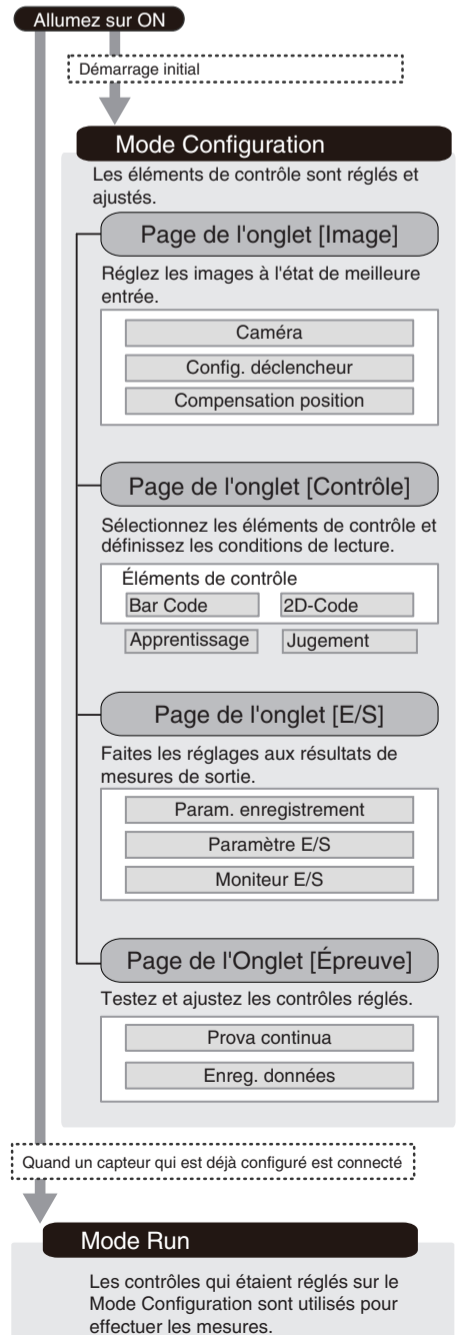 Allumez sur ON
Démarrage initial
Mode Configuration
Les éléments de contrôle sont réglés et
ajustés.
Page de l'onglet [Image]
Réglez les images à l'état de meilleure
entrée.
Caméra
Config. déclencheur
Compensation position
Page de l'onglet [Contrôle]
Sélectionnez les éléments de contrôle et
définissez les conditions de lecture.
Éléments de contrôle
Bar Code 2D-Code
Apprentissage Jugement
Page de l'onglet [E/S]
Faites les réglages aux résultats de
mesures de sortie.
Param. enregistrement
Paramètre E/S
Moniteur E/S
Page de l'Onglet [Épreuve]
Testez et ajustez les contrôles réglés.
Prova continua
Enreg. données
Quand un capteur qui est déjà configuré est connecté
Mode Run
Les contrôles qui étaient réglés sur le
Mode Configuration sont utilisés pour
effectuer les mesures.